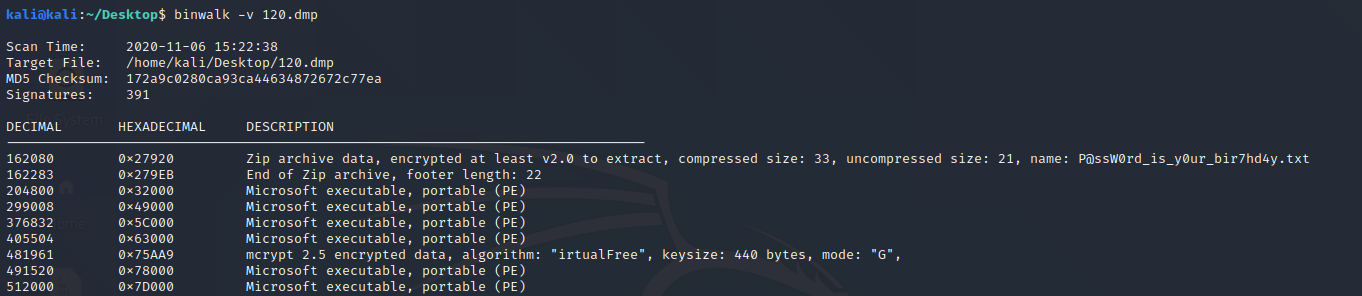 kali@kali:~/Desktop$ binwalk -v 120.dmp
Scan Time:     2020-11-06 15:22:38
Target File:   /home/kali/Desktop/120.dmp
MD5 Checksum:  172a9c0280ca93ca44634872672c77ea
Signatures:    391
DECIMAL       HEXADECIMAL     DESCRIPTION
--------------------------------------------------------------------------------
162080        0×27920         Zip archive data, encrypted at least v2.0 to extract, compressed size: 33, uncompressed size: 21, name: P@ssW0rd_is_y0ur_bir7hd4y.txt
162283        0×279EB         End of Zip archive, footer length: 22
204800        0×32000         Microsoft executable, portable (PE)
299008        0×49000         Microsoft executable, portable (PE)
376832        0×5C000         Microsoft executable, portable (PE)
405504        0×63000         Microsoft executable, portable (PE)
481961        0×75AA9         mcrypt 2.5 encrypted data, algorithm: "irtualFree", keysize: 440 bytes, mode: "G",
491520        0×78000         Microsoft executable, portable (PE)
512000        0×7D000         Microsoft executable, portable (PE)